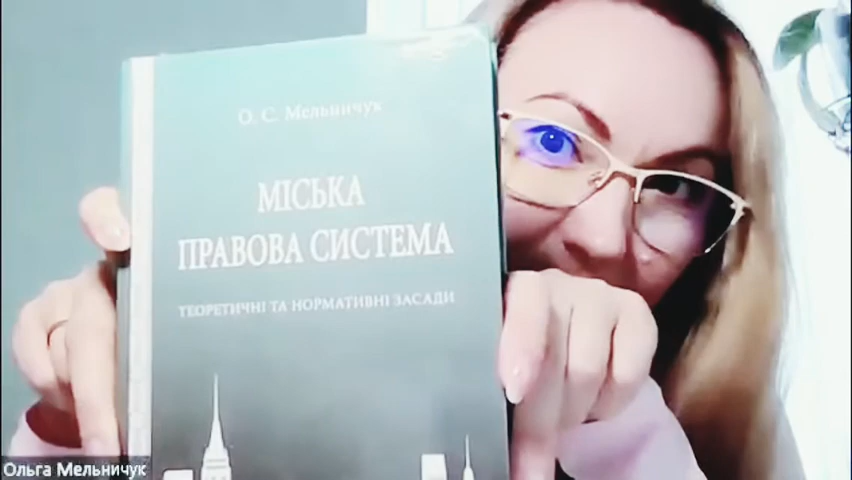 О. С. Мельничук
МІСЬКА
ПРАВОВА СИСТЕМА
ТЕОРЕТИЧНІ ТА НОРМАТИВНІ ЗАСАДИ
Ольга Мельничук